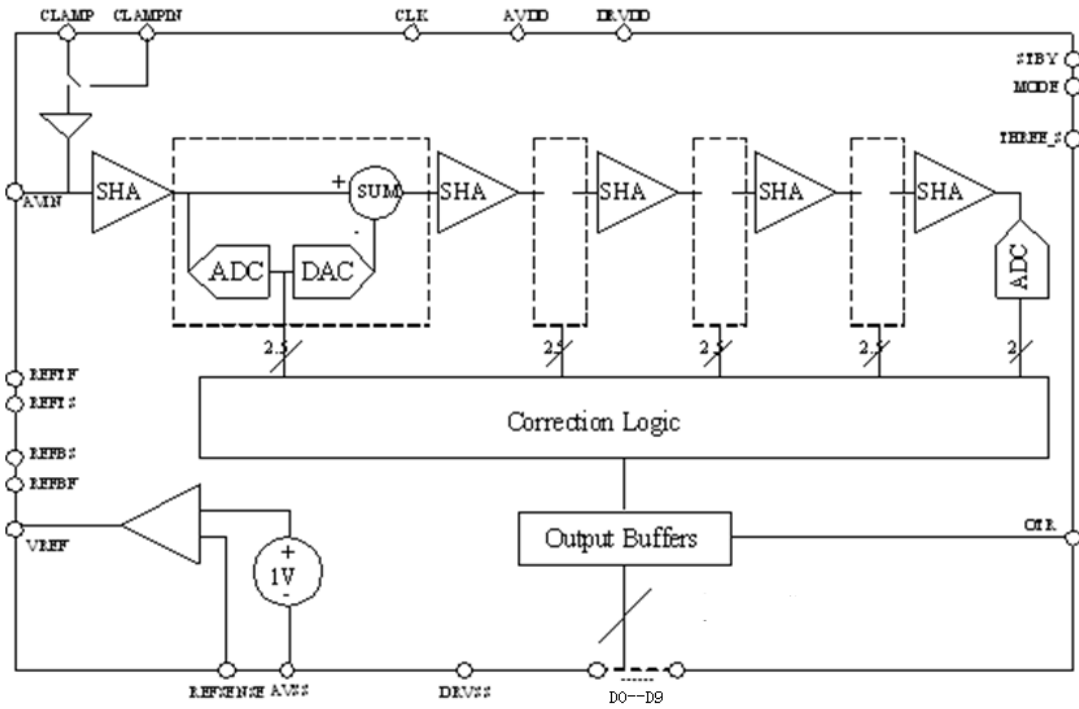 CLAMP CLAMPIN CLK AVDD DRVDD
STBY
MODE
THREE_S
AVIN
SHA + SUM SHA SHA SHA SHA
-
ADC DAC ADC
2.5 2.5 2.5 2.5 2
REFTF
REFTS
Correction Logic
REFBS
REFBF
VREF
Output Buffers
OTR
+
1V
-
REFSENSE AVSS DRVSS D0--D9